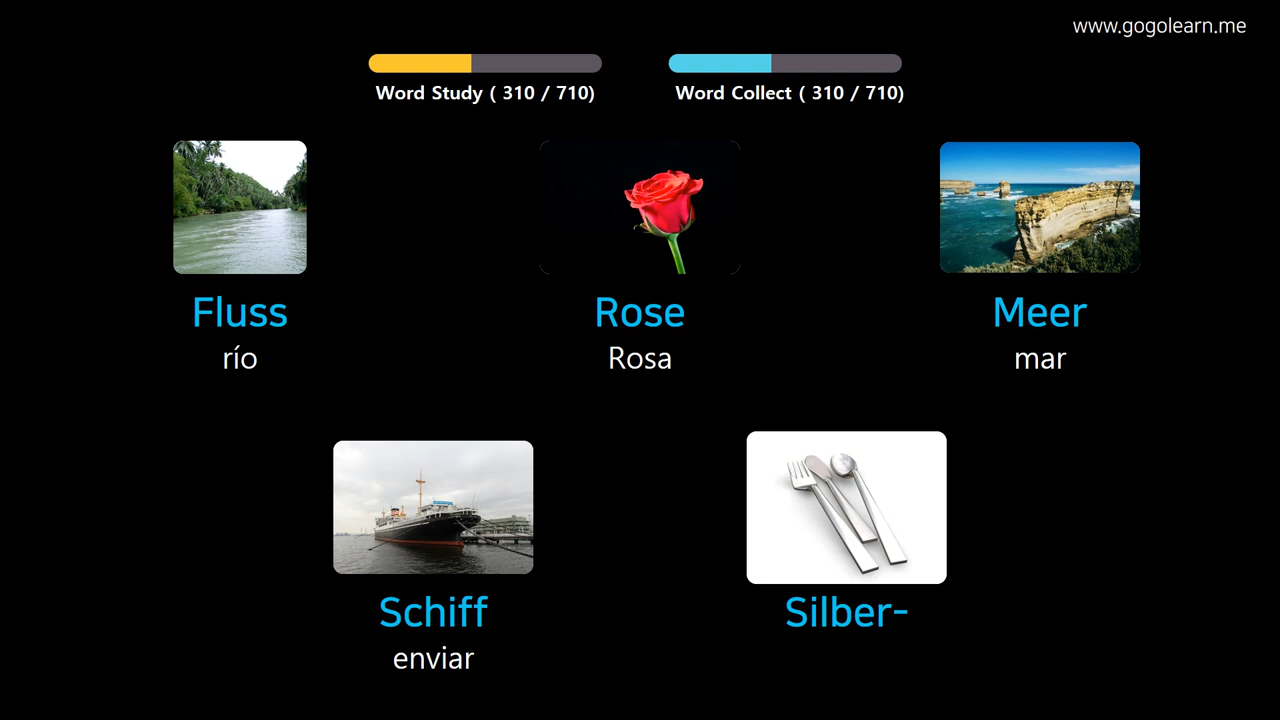 www.gogolearn.me
Word Study ( 310 / 710)
Word Collect ( 310 / 710)
Fluss
río
Rose
Rosa
Meer
mar
Schiff
enviar
Silber-